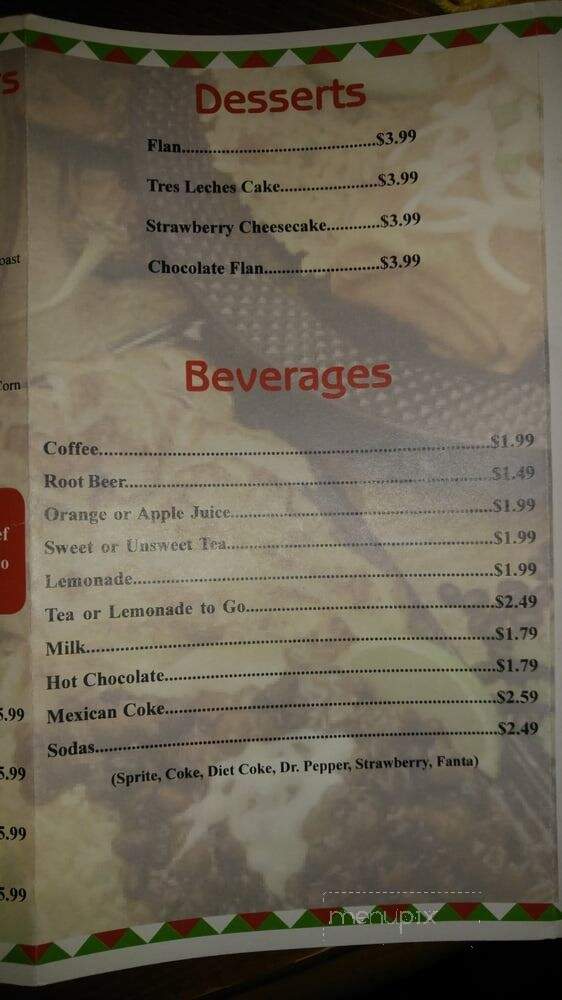 Desserts
Flan................................................$3.99
Tres Leches Cake........................$3.99
Strawberry Cheesecake.............$3.99
Chocolate Flan.............................$3.99
Beverages
Coffee.....................................................................................$1.99
Root Beer................................................................................$1.49
Orange or Apple Juice.........................................................$1.99
Sweet or Unsweet Tea..........................................................$1.99
Lemonade...............................................................................$1.99
Tea or Lemonade to Go......................................................$2.49
Milk.........................................................................................$1.79
Hot Chocolate........................................................................$1.79
Mexican Coke........................................................................$2.59
Sodas.......................................................................................$2.49
(Sprite, Coke, Diet Coke, Dr. Pepper, Strawberry, Fanta)
5.99
5.99
5.99
5.99
menupix